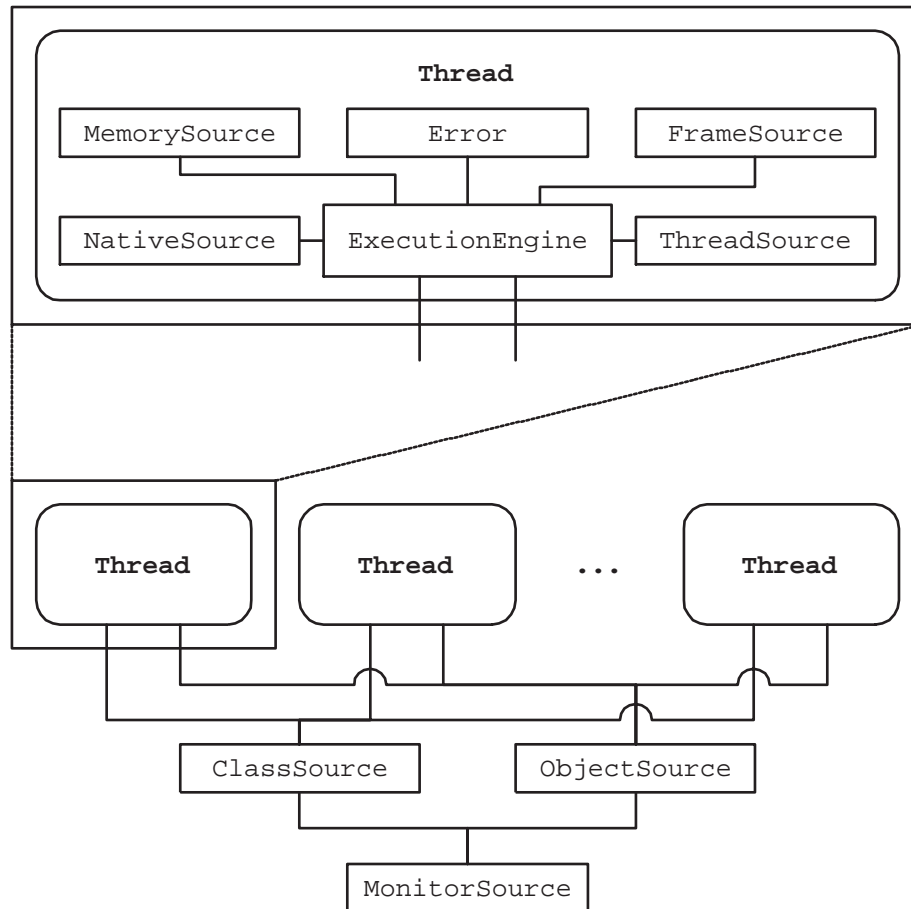 Thread
MemorySource
Error
FrameSource
NativeSource
ExecutionEngine
ThreadSource
Thread
Thread
...
Thread
ClassSource
ObjectSource
MonitorSource